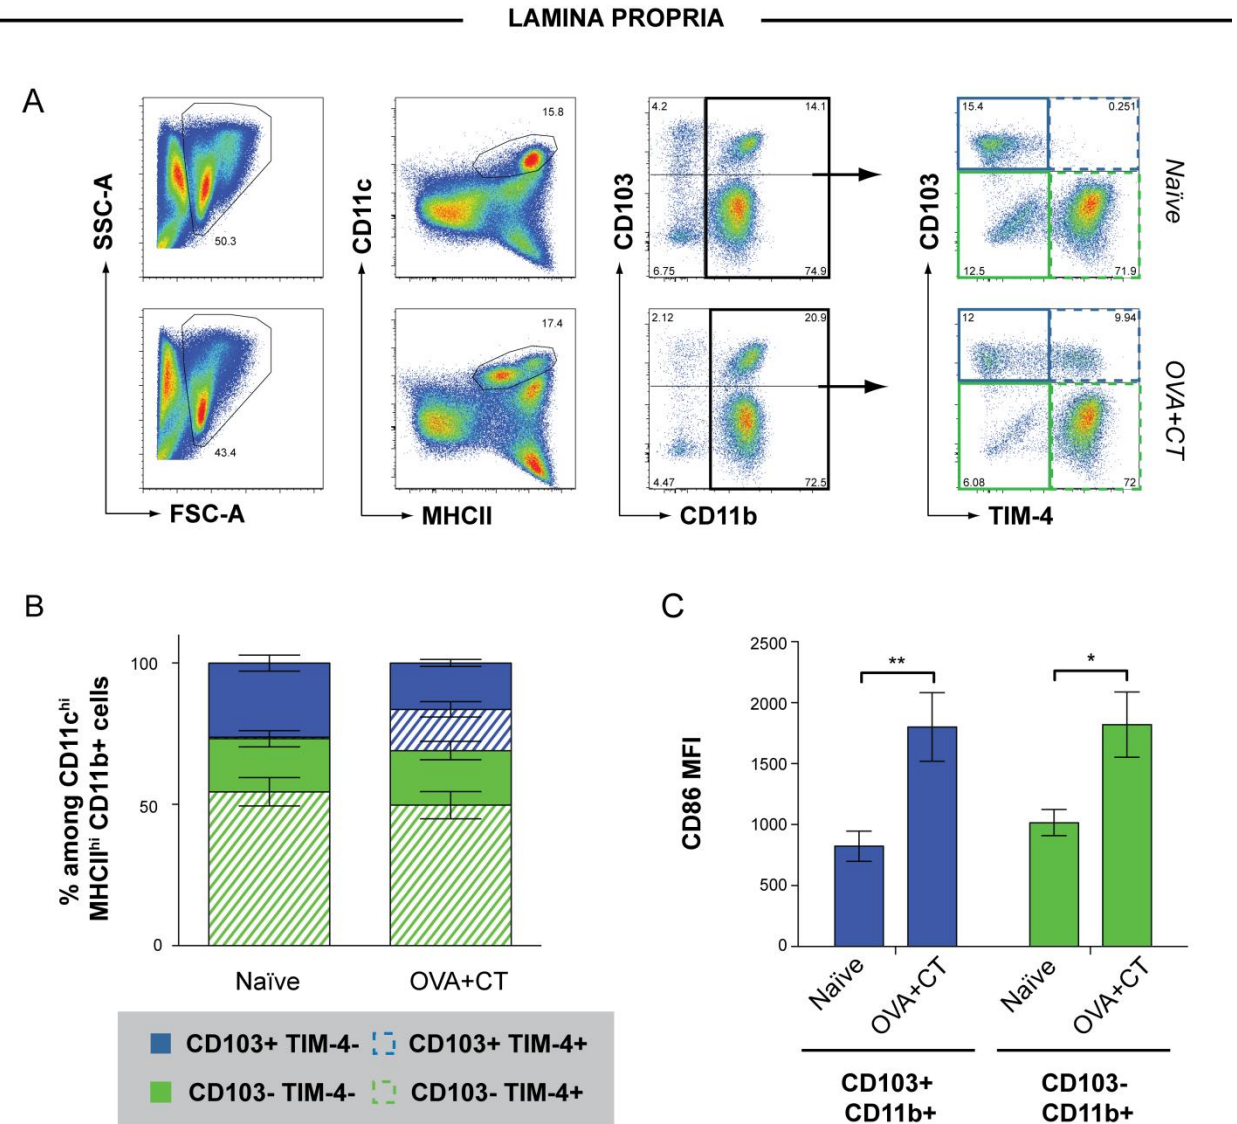 LAMINA PROPRIA
A
SSC-A
50.3
43.4
FSC-A
CD11c
15.8
17.4
MHCII
CD103
4.2
14.1
6.75
74.9
2.12
20.9
4.47
72.5
CD11b
CD103
15.4
0.251
12.5
71.9
Naïve
12
9.94
6.08
72
OVA+CT
TIM-4
B
% among CD11chi
MHCIIhi CD11b+ cells
100
50
0
Naïve
OVA+CT
CD103+ TIM-4-
CD103+ TIM-4+
CD103- TIM-4-
CD103- TIM-4+
C
CD86 MFI
2500
2000
1500
1000
500
0
**
*
Naïve
OVA+CT
Naïve
OVA+CT
CD103+
CD11b+
CD103-
CD11b+